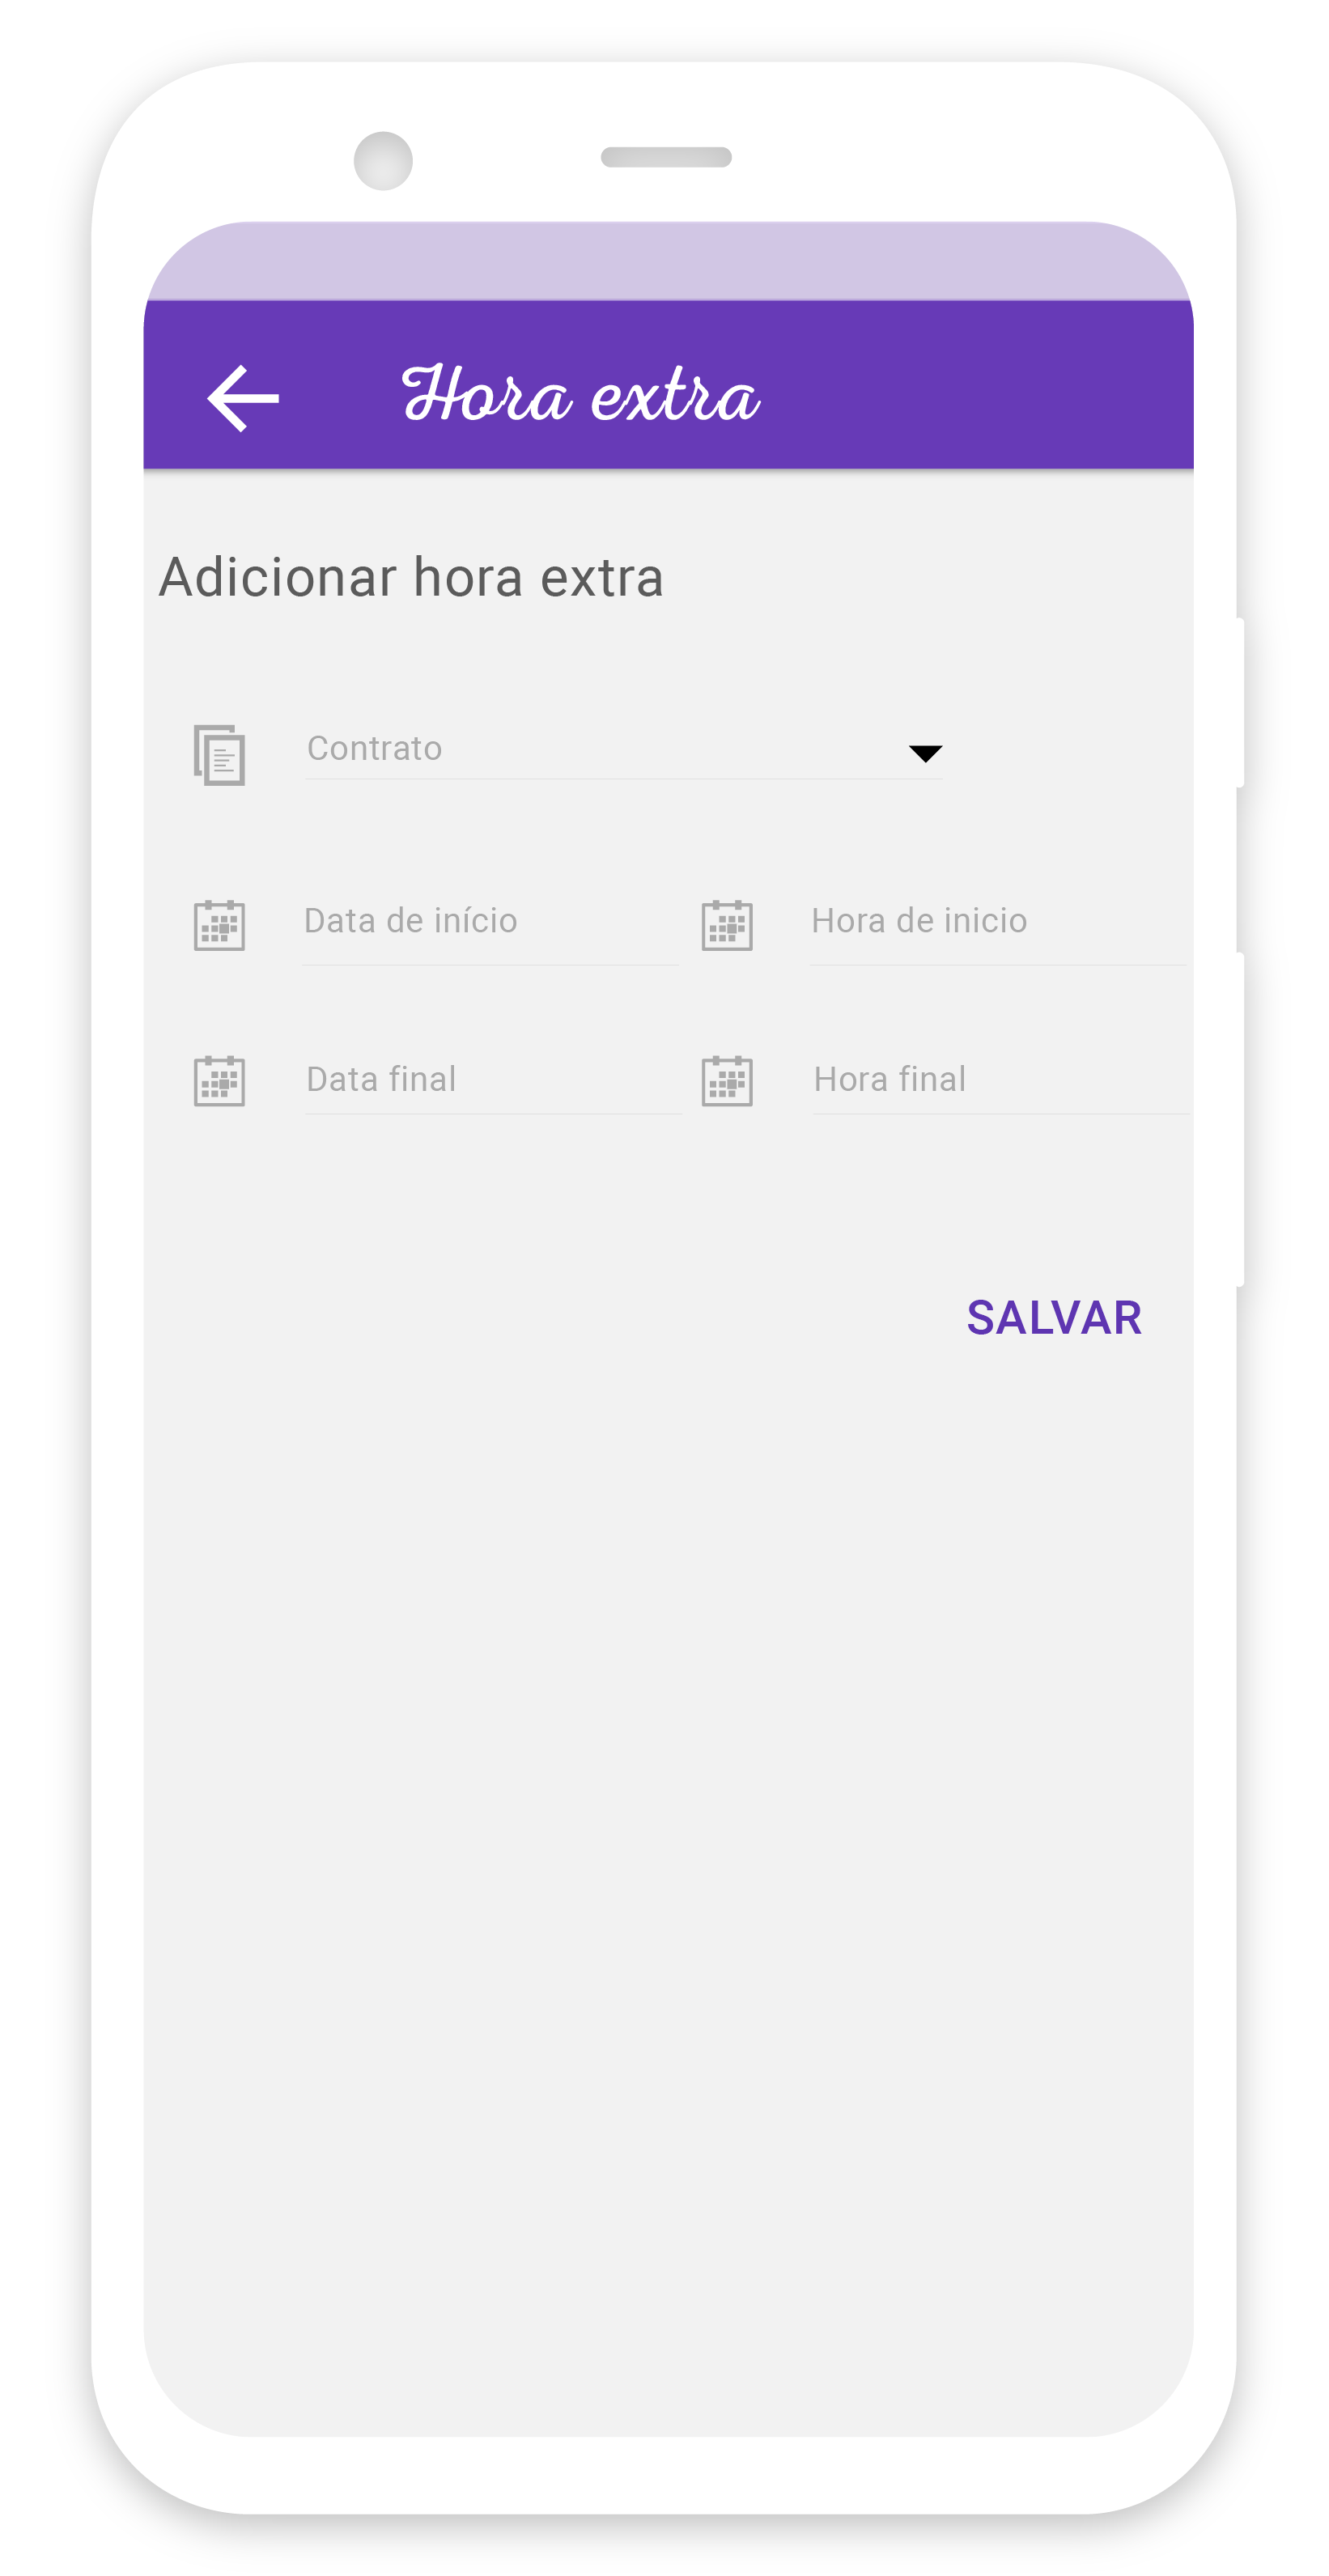 Hora extra
Adicionar hora extra
Contrato
Data de início Hora de inicio
Data final Hora final
SALVAR